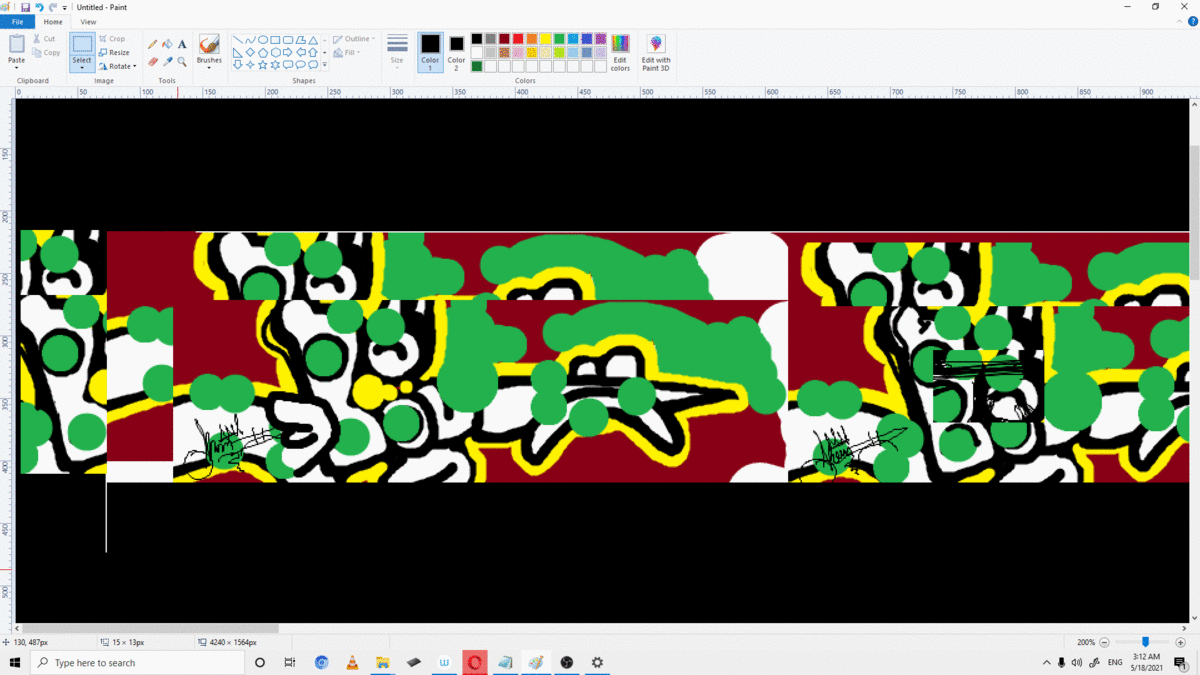 Untitled - Paint
File Home View
Paste
Cut
Copy
Clipboard
Select
Crop
Resize
Rotate
Image
A
Tools
Brushes
Outline
Fill
Shapes
Size
Color 1
Color 2
Edit colors
Colors
Edit with Paint 3D
0 50 100 150 200 250 300 350 400 450 500 550 600 650 700 750 800 850 900
150
200
250
300
350
400
450
500
130, 487px
15 × 13px
4240 × 1564px
200%
Type here to search
ENG
3:12 AM
5/18/2021
1